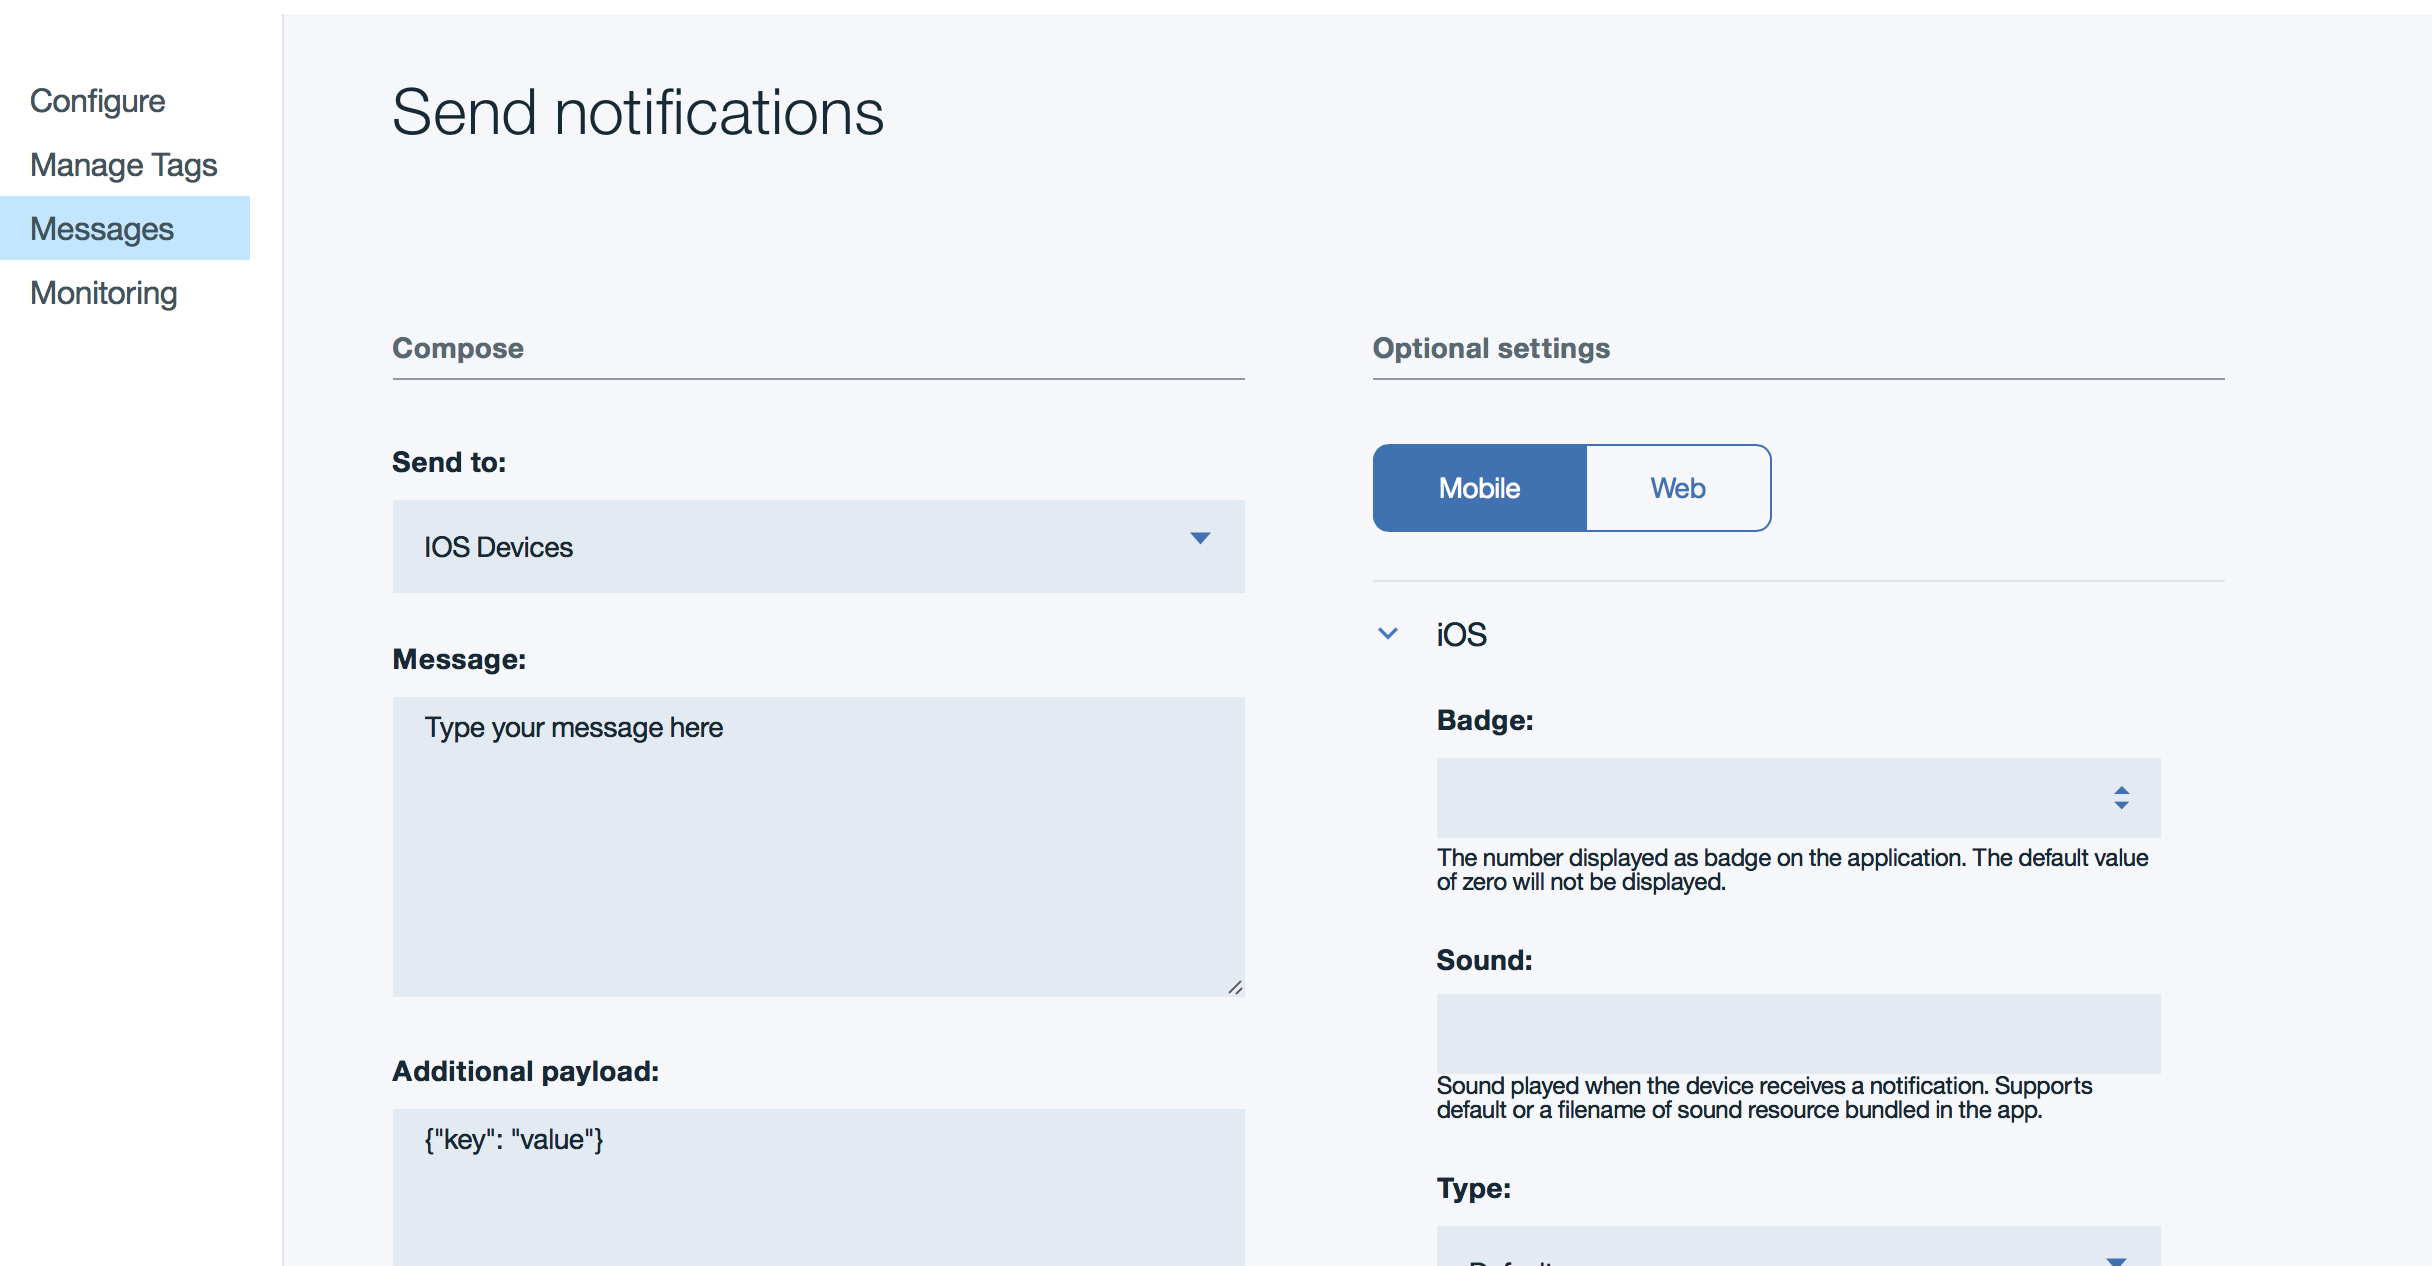 Configure
Manage Tags
Messages
Monitoring
Send notifications
Compose
Send to:
IOS Devices
Message:
Type your message here
Additional payload:
{"key": "value"}
Optional settings
Mobile
Web
iOS
Badge:
The number displayed as badge on the application. The default value
of zero will not be displayed.
Sound:
Sound played when the device receives a notification. Supports
default or a filename of sound resource bundled in the app.
Type: